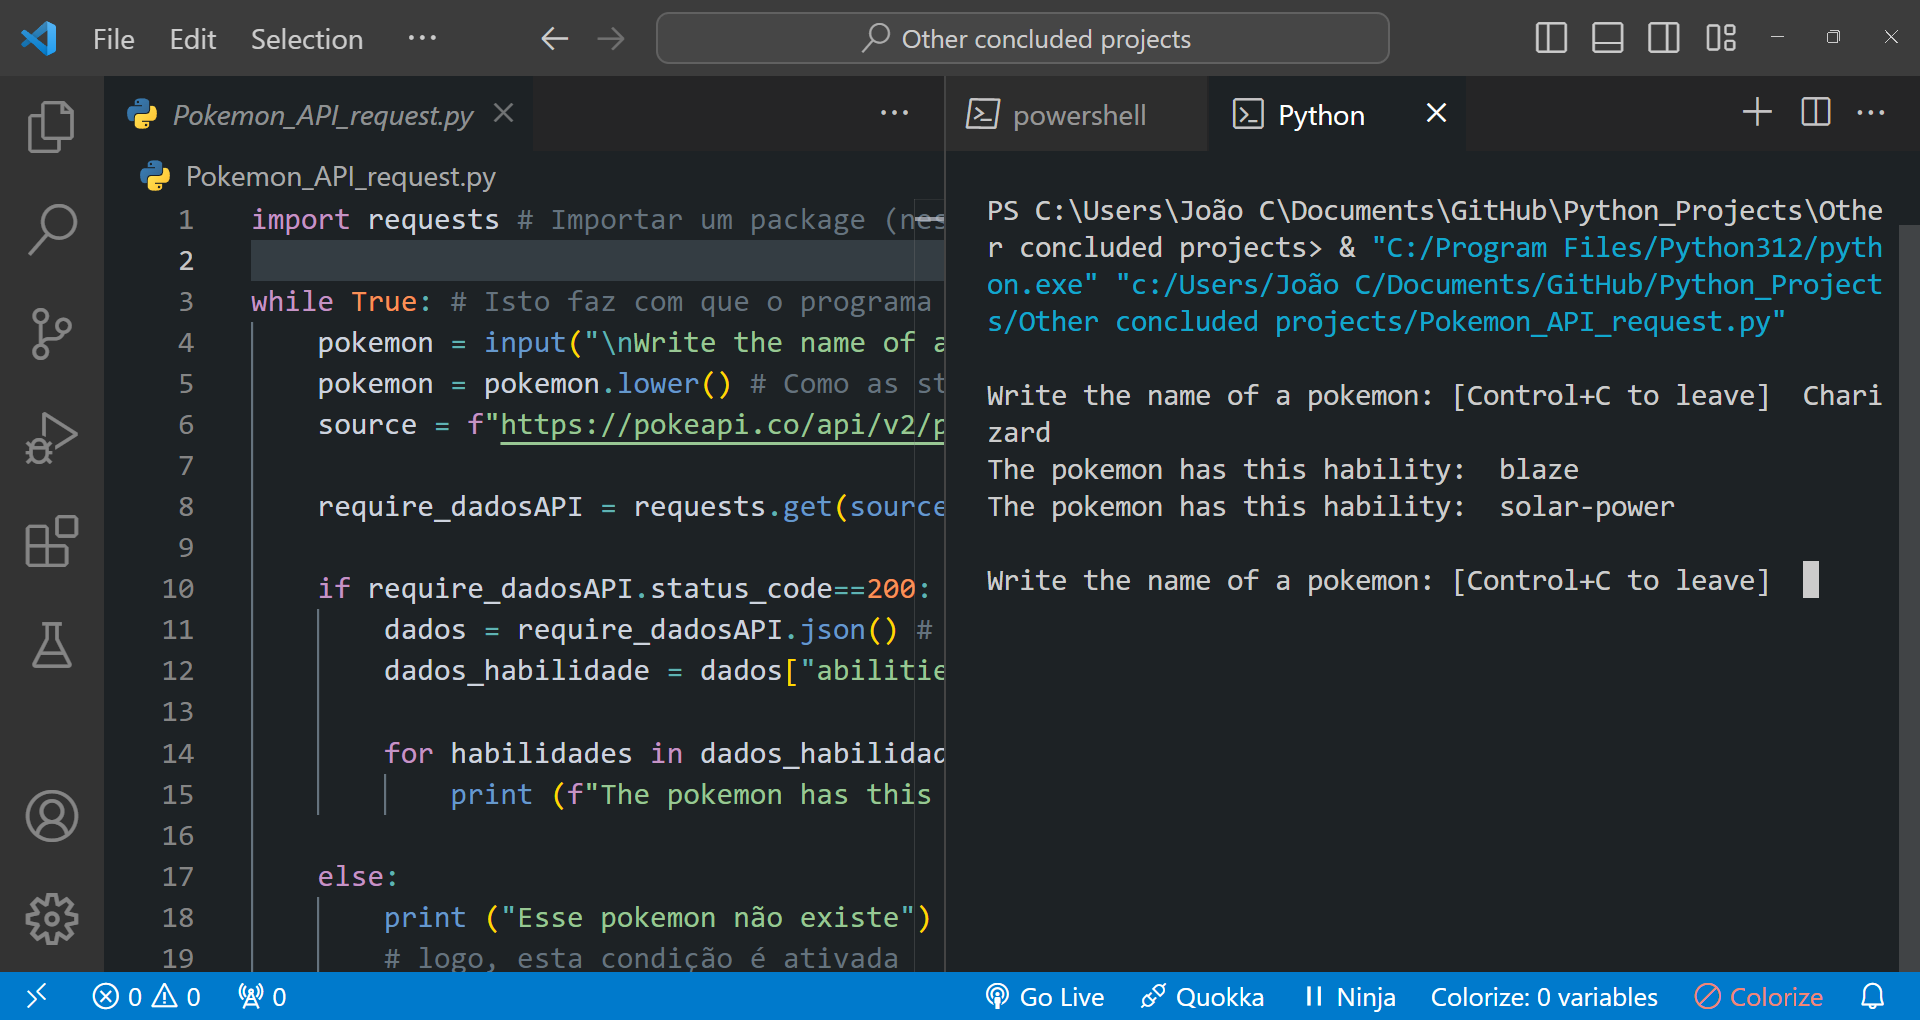 File Edit Selection ··· Other concluded projects
Pokemon_API_request.py
Pokemon_API_request.py
1 import requests # Importar um package (nes
2
3 while True: # Isto faz com que o programa
4 pokemon = input("\nWrite the name of a
5 pokemon = pokemon.lower() # Como as st
6 source = f"https://pokeapi.co/api/v2/p
7
8 require_dadosAPI = requests.get(source
9
10 if require_dadosAPI.status_code==200:
11 dados = require_dadosAPI.json() #
12 dados_habilidade = dados["abilitie
13
14 for habilidades in dados_habilidad
15 print (f"The pokemon has this
16
17 else:
18 print ("Esse pokemon não existe")
19 # logo, esta condição é ativada
powershell Python
PS C:\Users\João C\Documents\GitHub\Python_Projects\Othe
r concluded projects> & "C:/Program Files/Python312/pyth
on.exe" "c:/Users/João C/Documents/GitHub/Python_Project
s/Other concluded projects/Pokemon_API_request.py"
Write the name of a pokemon: [Control+C to leave]  Chari
zard
The pokemon has this hability:  blaze
The pokemon has this hability:  solar-power
Write the name of a pokemon: [Control+C to leave]
0 0 0 Go Live Quokka Ninja Colorize: 0 variables Colorize